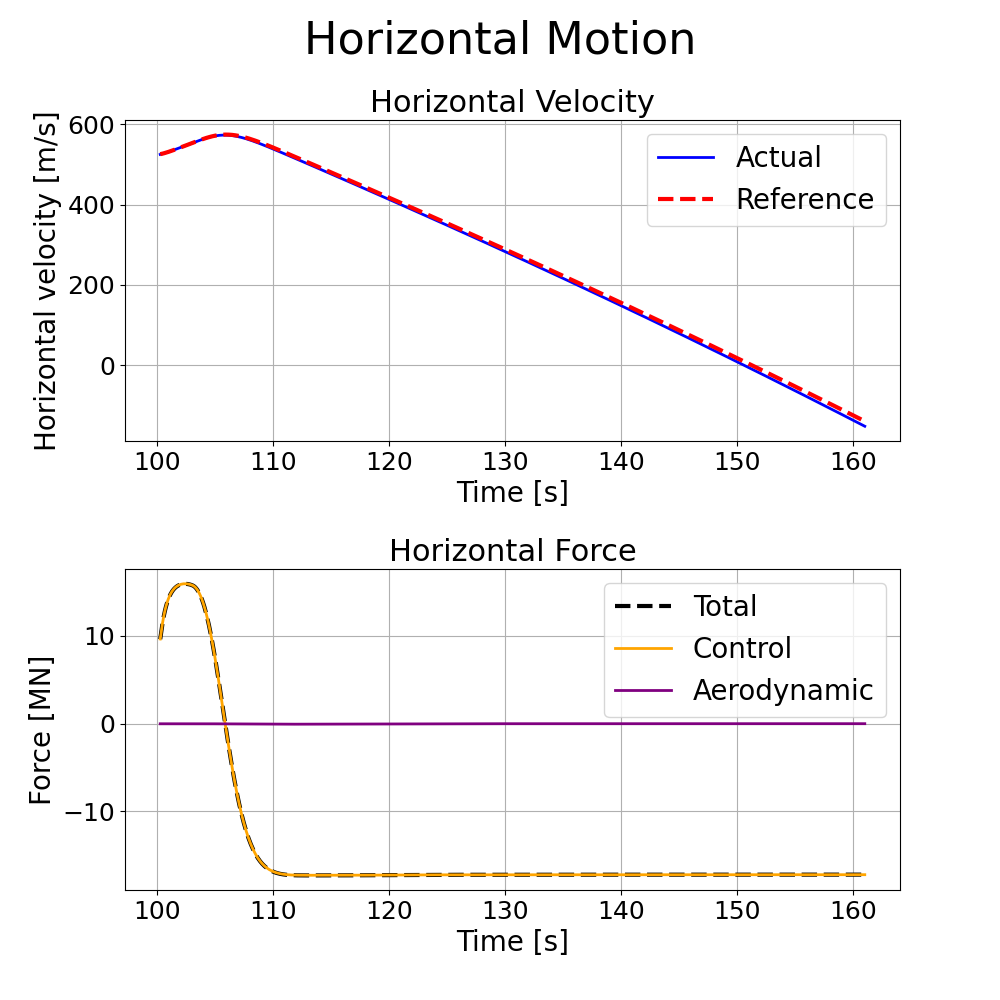 Horizontal Motion
Horizontal Velocity
Horizontal velocity [m/s]
600
400
200
0
Actual
Reference
100 110 120 130 140 150 160
Time [s]
Horizontal Force
Force [MN]
10
0
−10
Total
Control
Aerodynamic
100 110 120 130 140 150 160
Time [s]